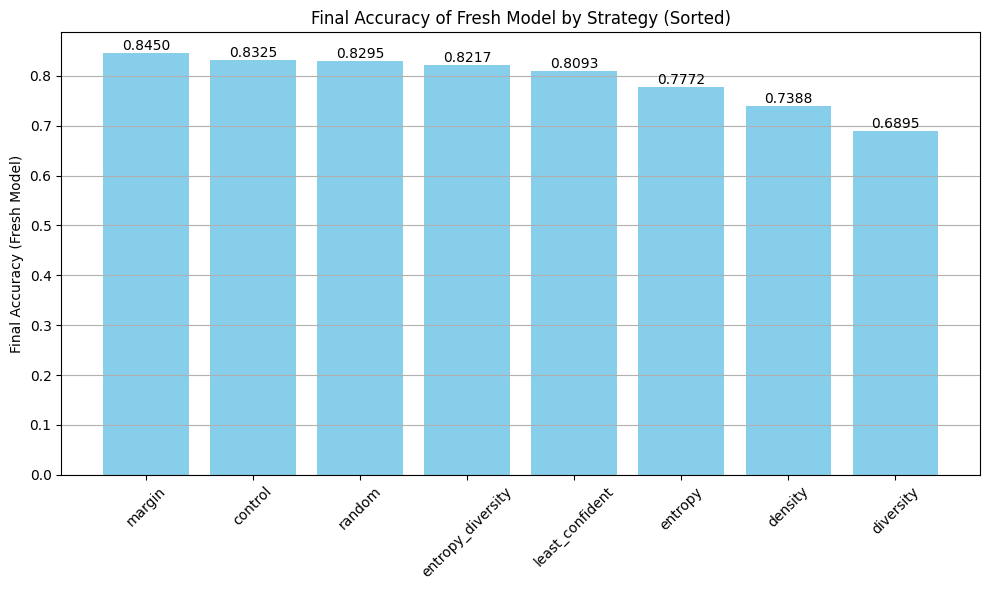 Final Accuracy of Fresh Model by Strategy (Sorted)
Final Accuracy (Fresh Model)
0.8
0.7
0.6
0.5
0.4
0.3
0.2
0.1
0.0
0.8450
0.8325
0.8295
0.8217
0.8093
0.7772
0.7388
0.6895
margin
control
random
entropy_diversity
least_confident
entropy
density
diversity